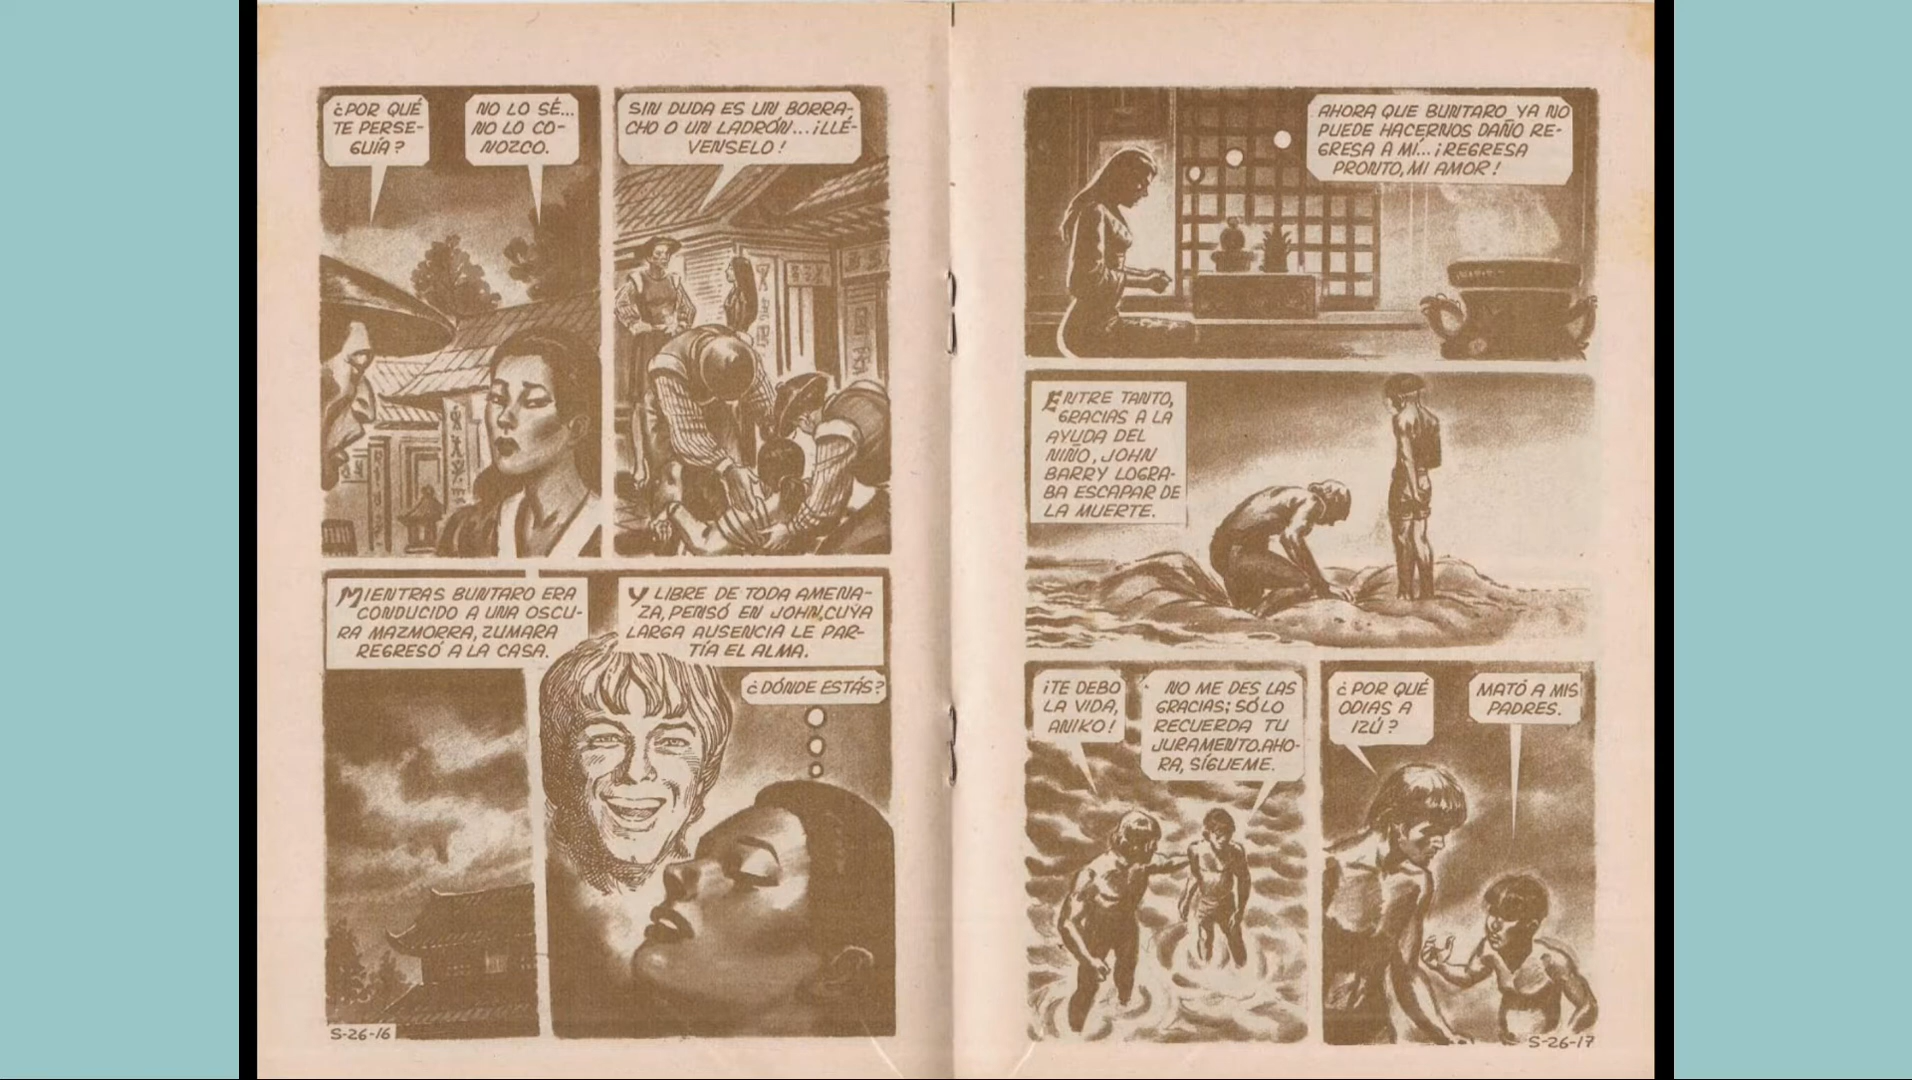 ¿POR QUÉ
TE PERSE-
GUÍA?
NO LO SÉ...
NO LO CO-
NOZCO.
SIN DUDA ES UN BORRA-
CHO O UN LADRÓN...¡LLÉ-
VENSELO!
MIENTRAS BUNTARO ERA
CONDUCIDO A UNA OSCU-
RA MAZMORRA, ZUMARA
REGRESÓ A LA CASA.
Y LIBRE DE TODA AMENA-
ZA, PENSÓ EN JOHN, CUYA
LARGA AUSENCIA LE PAR-
TÍA EL ALMA.
¿DÓNDE ESTÁS?
S-26-16
AHORA QUE BUNTARO YA NO
PUEDE HACERNOS DAÑO RE-
GRESA A MÍ...¡REGRESA
PRONTO, MI AMOR!
ENTRE TANTO,
GRACIAS A LA
AYUDA DEL
NIÑO, JOHN
BARRY LOGRA-
BA ESCAPAR DE
LA MUERTE.
¡TE DEBO
LA VIDA,
ANIKO!
NO ME DES LAS
GRACIAS; SÓLO
RECUERDA TU
JURAMENTO. AHO-
RA, SÍGUEME.
¿POR QUÉ
ODIAS A
IZÚ?
MATÓ A MIS
PADRES.
S-26-17